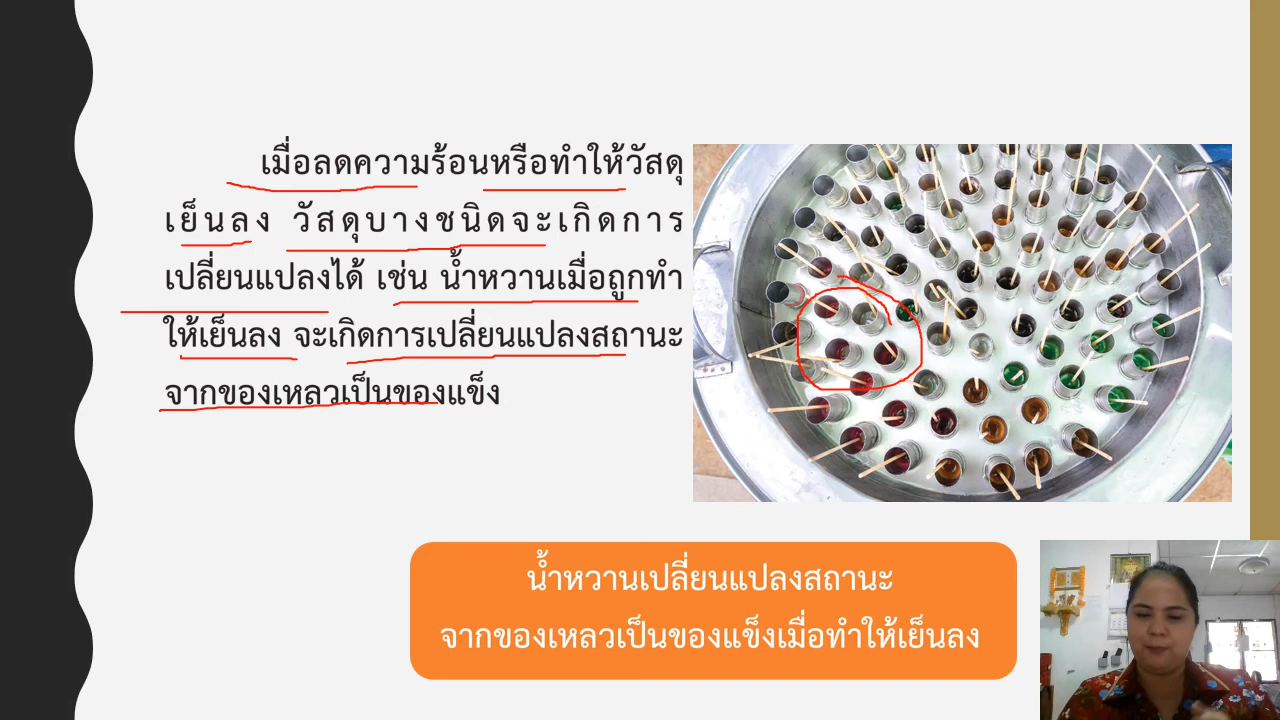 เมื่อลดความร้อนหรือทำให้วัสดุ
เย็นลง วัสดุบางชนิดจะเกิดการ
เปลี่ยนแปลงได้ เช่น น้ำหวานเมื่อถูกทำ
ให้เย็นลง จะเกิดการเปลี่ยนแปลงสถานะ
จากของเหลวเป็นของแข็ง
น้ำหวานเปลี่ยนแปลงสถานะ
จากของเหลวเป็นของแข็งเมื่อทำให้เย็นลง